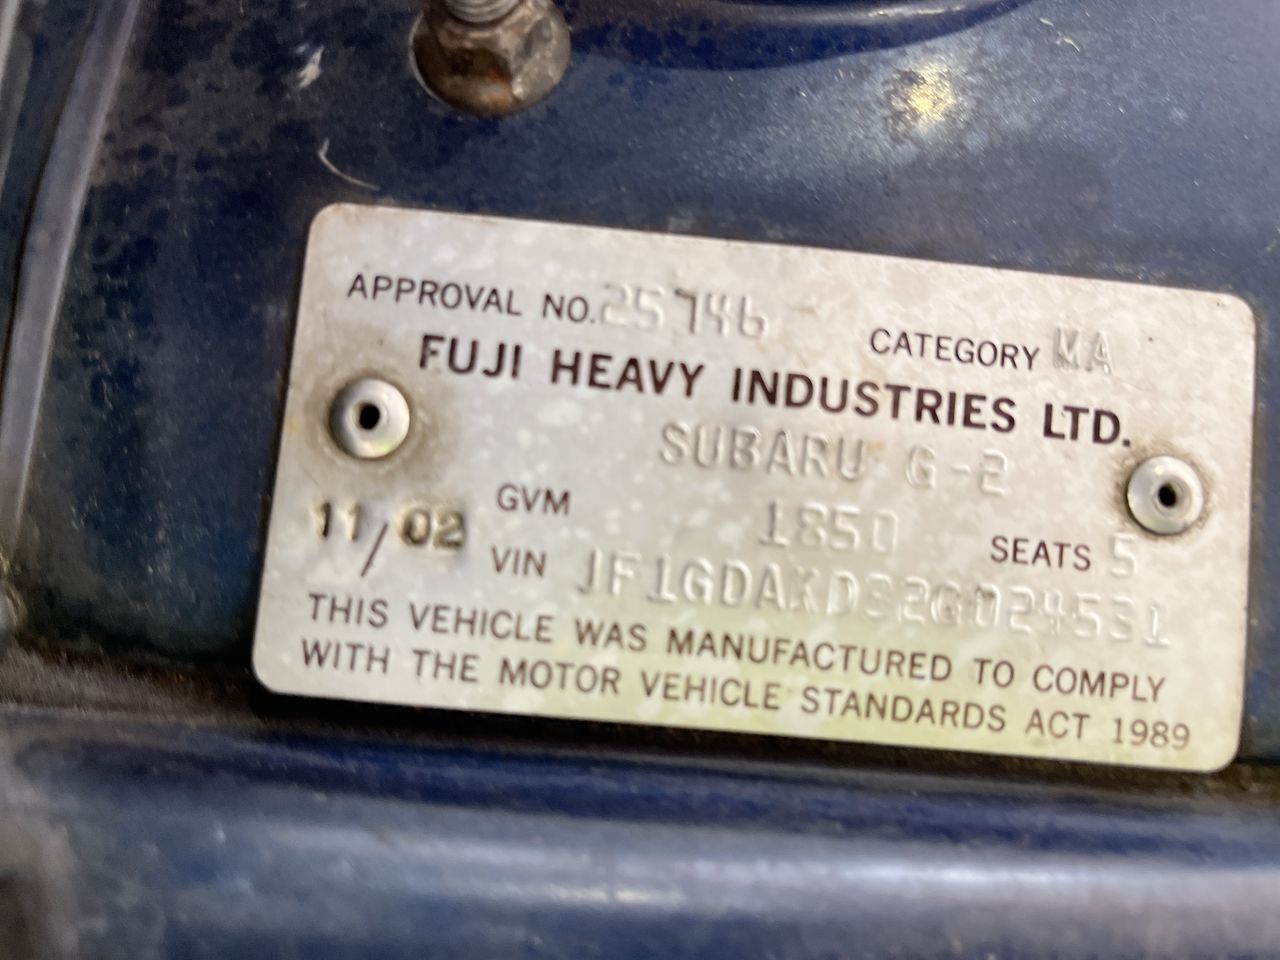 APPROVAL NO. 25746 CATEGORY MA
FUJI HEAVY INDUSTRIES LTD.
SUBARU G-2
11/02 GVM 1850 SEATS 5
VIN JF1GDAKD32G024531
THIS VEHICLE WAS MANUFACTURED TO COMPLY
WITH THE MOTOR VEHICLE STANDARDS ACT 1989